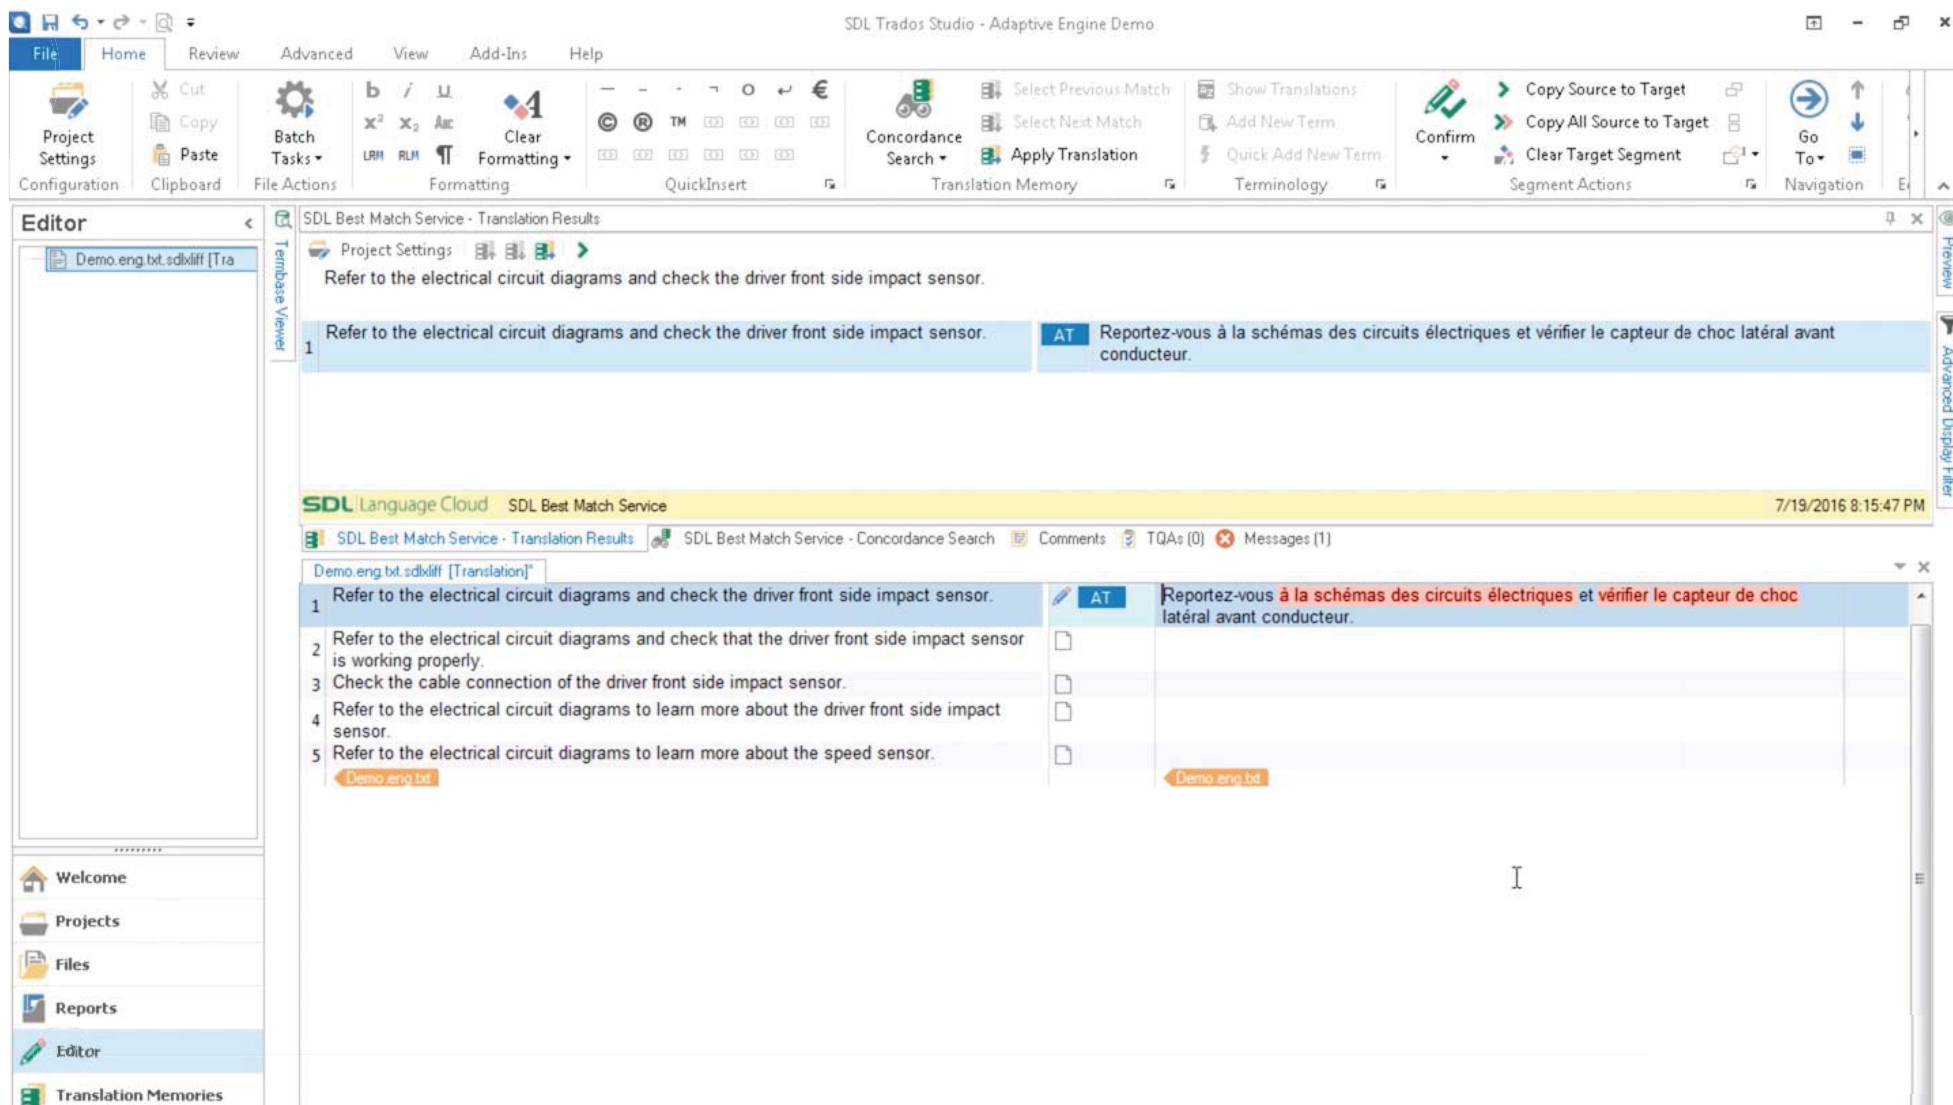 SDL Trados Studio - Adaptive Engine Demo
File Home Review Advanced View Add-Ins Help
Project Settings
Cut
Copy
Paste
Batch Tasks
b i u
x² x₂ Abc
LRM RLM ¶
Clear Formatting
— - - ¬ O ↵ €
© ® TM
Concordance Search
Select Previous Match
Select Next Match
Apply Translation
Show Translations
Add New Term
Quick Add New Term
Confirm
Copy Source to Target
Copy All Source to Target
Clear Target Segment
Go To
Configuration Clipboard File Actions Formatting QuickInsert Translation Memory Terminology Segment Actions Navigation
Editor
Demo.eng.txt.sdlxliff [Tra
Termbase Viewer
SDL Best Match Service - Translation Results
Project Settings
Refer to the electrical circuit diagrams and check the driver front side impact sensor.
1 Refer to the electrical circuit diagrams and check the driver front side impact sensor. AT Reportez-vous à la schémas des circuits électriques et vérifier le capteur de choc latéral avant
conducteur.
Preview
Advanced Display Filter
SDL Language Cloud SDL Best Match Service 7/19/2016 8:15:47 PM
SDL Best Match Service - Translation Results SDL Best Match Service - Concordance Search Comments TQAs (0) Messages (1)
Demo.eng.txt.sdlxliff [Translation]*
1 Refer to the electrical circuit diagrams and check the driver front side impact sensor. AT Reportez-vous à la schémas des circuits électriques et vérifier le capteur de choc
latéral avant conducteur.
2 Refer to the electrical circuit diagrams and check that the driver front side impact sensor
is working properly.
3 Check the cable connection of the driver front side impact sensor.
4 Refer to the electrical circuit diagrams to learn more about the driver front side impact
sensor.
5 Refer to the electrical circuit diagrams to learn more about the speed sensor.
Demo.eng.txt Demo.eng.txt
Welcome
Projects
Files
Reports
Editor
Translation Memories